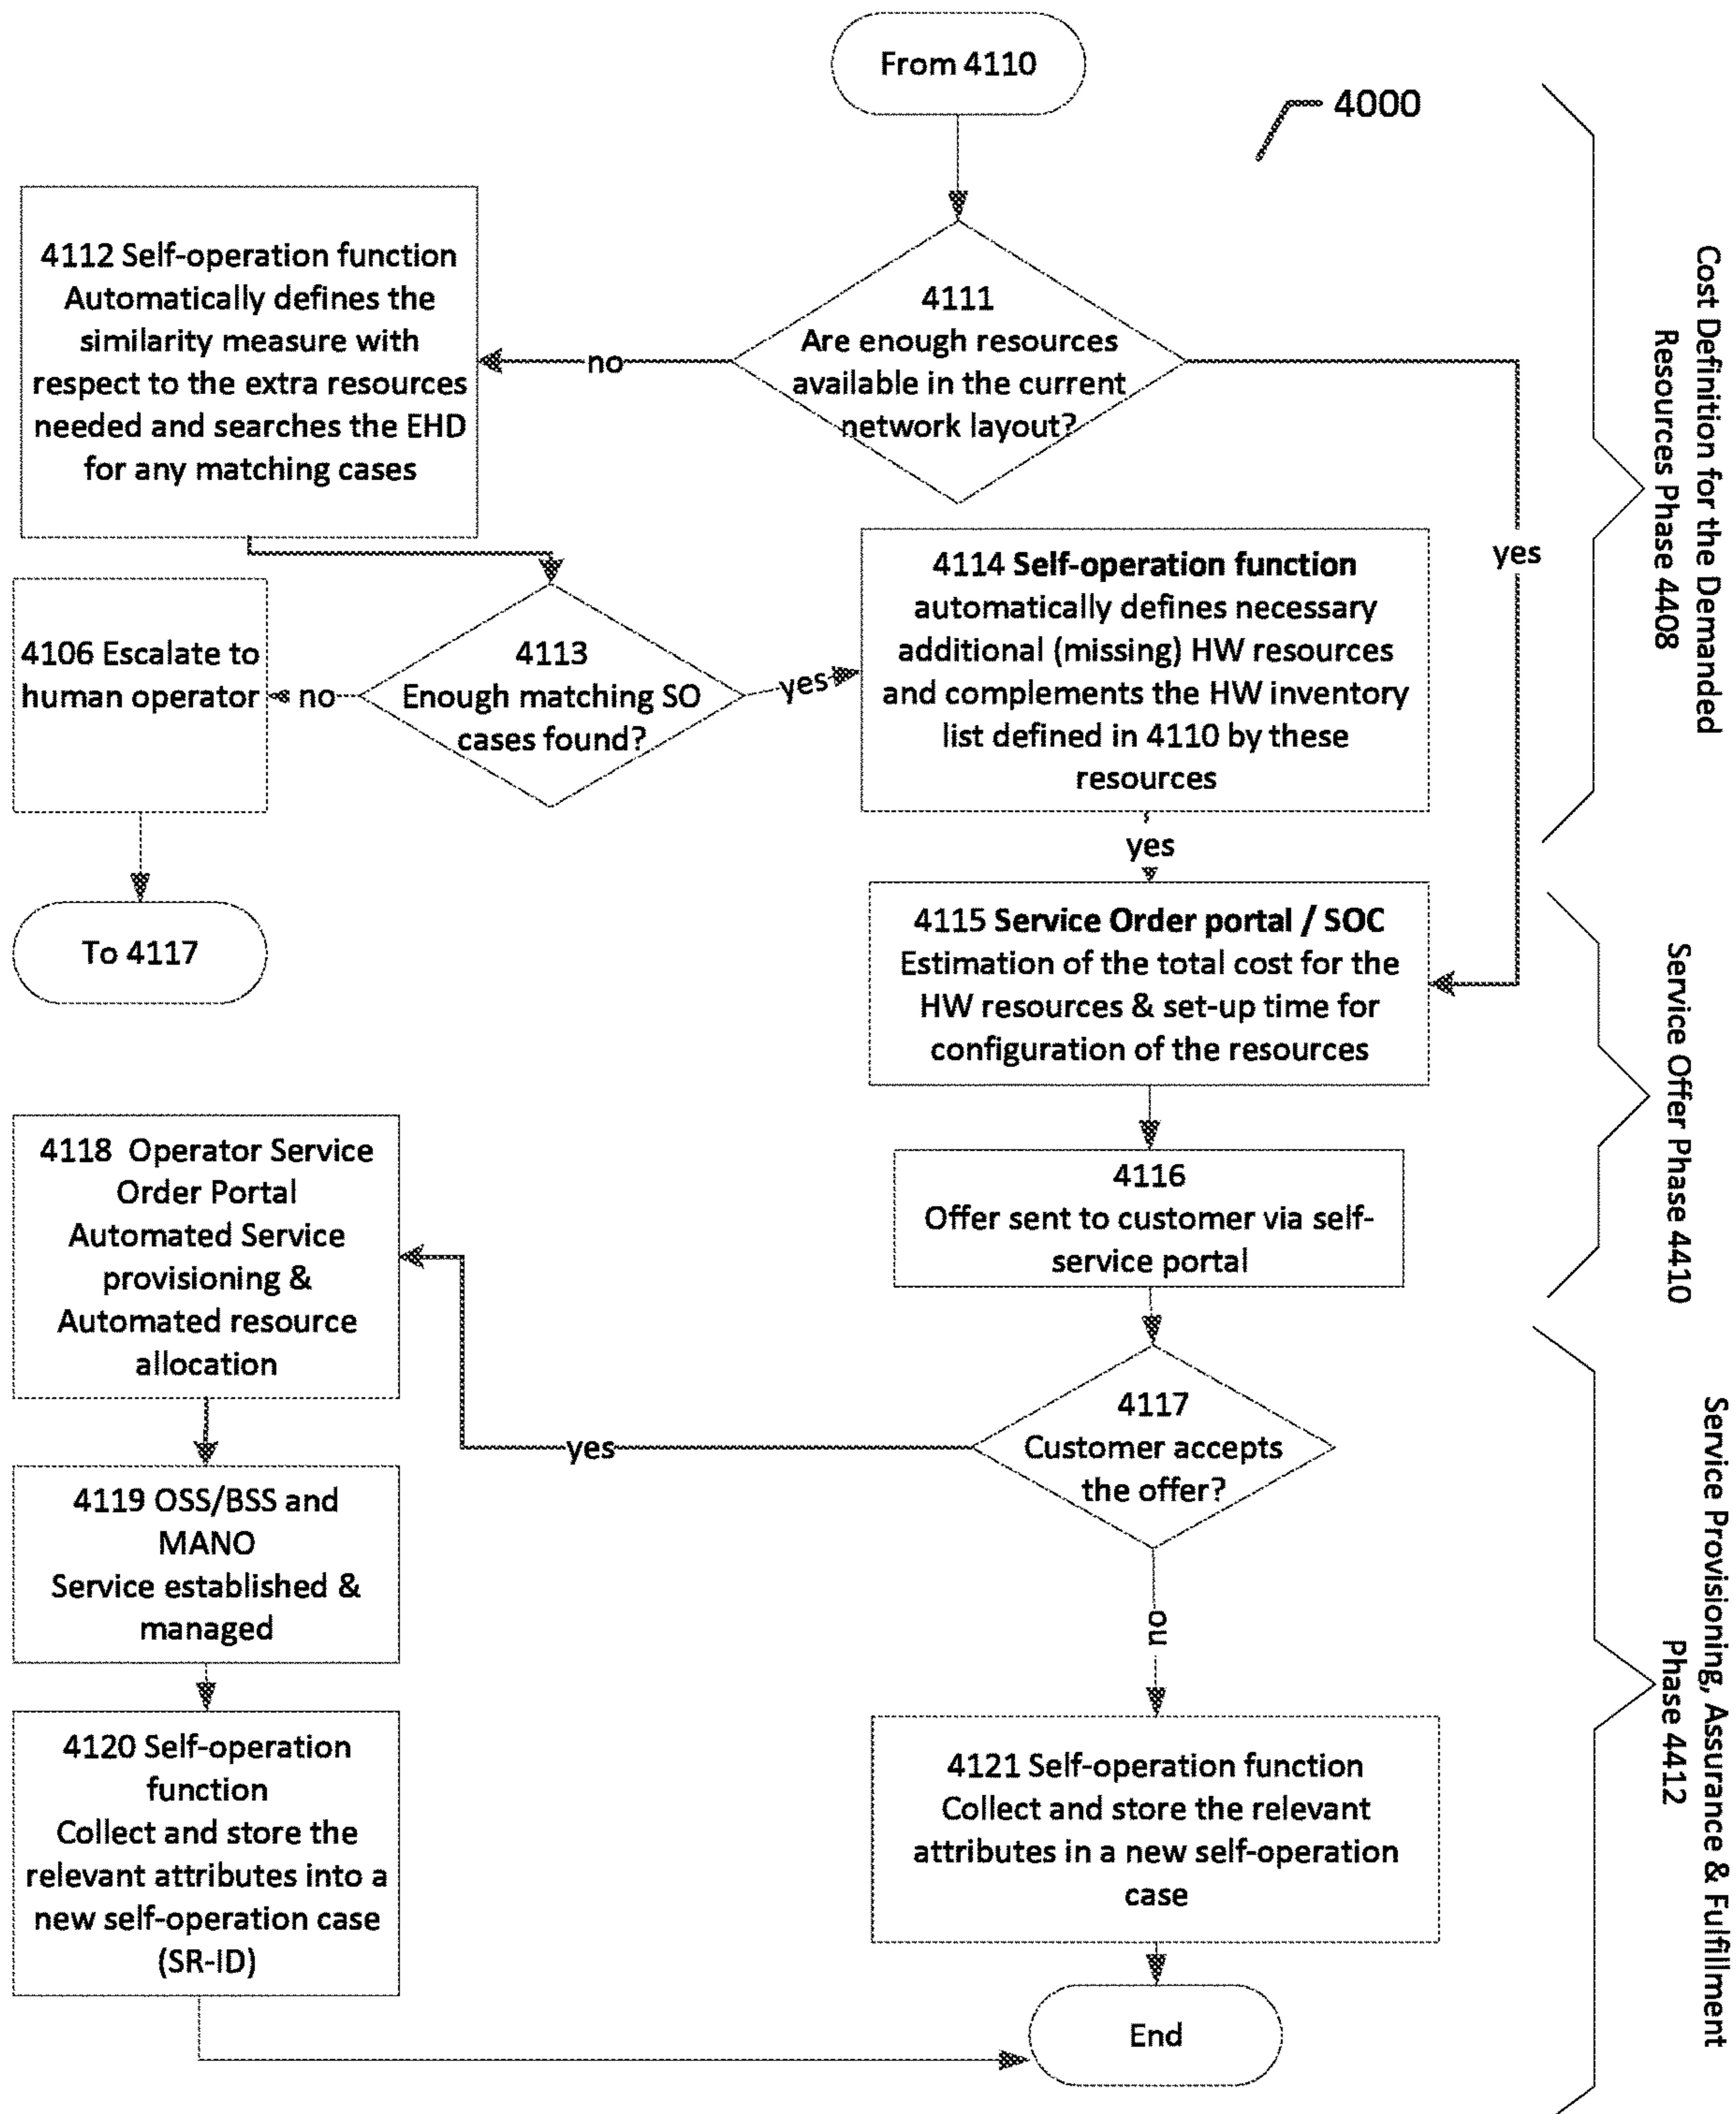 From 4110
4000
4111
Are enough resources
available in the current
network layout?
no
yes
4112 Self-operation function
Automatically defines the
similarity measure with
respect to the extra resources
needed and searches the EHD
for any matching cases
4113
Enough matching SO
cases found?
no
yes
4106 Escalate to
human operator
To 4117
4114 Self-operation function
automatically defines necessary
additional (missing) HW resources
and complements the HW inventory
list defined in 4110 by these
resources
yes
4115 Service Order portal / SOC
Estimation of the total cost for the
HW resources & set-up time for
configuration of the resources
4116
Offer sent to customer via self-
service portal
4117
Customer accepts
the offer?
yes
no
4118 Operator Service
Order Portal
Automated Service
provisioning &
Automated resource
allocation
4119 OSS/BSS and
MANO
Service established &
managed
4120 Self-operation
function
Collect and store the
relevant attributes into a
new self-operation case
(SR-ID)
4121 Self-operation function
Collect and store the relevant
attributes in a new self-operation
case
End
Cost Definition for the Demanded
Resources Phase 4408
Service Offer Phase 4410
Service Provisioning, Assurance & Fulfillment
Phase 4412